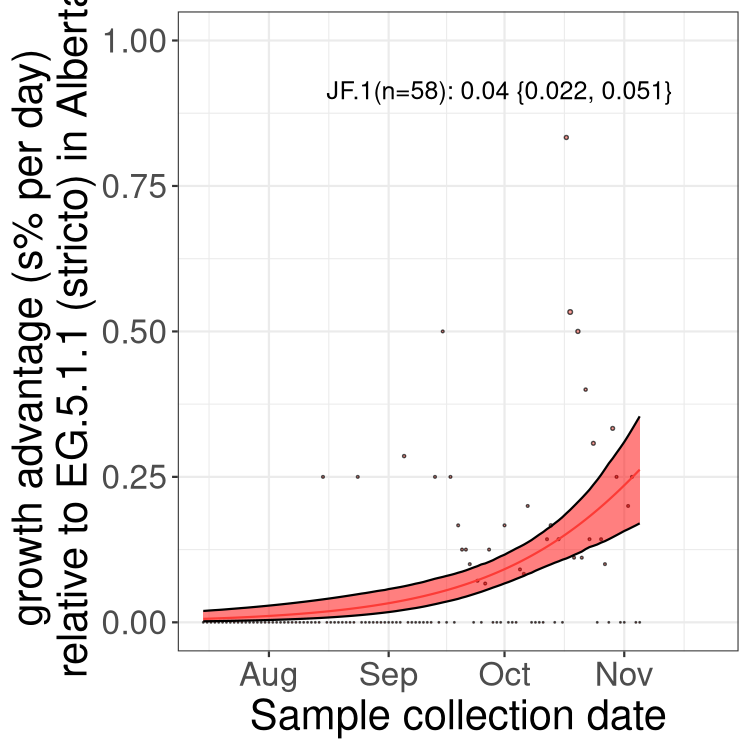 growth advantage (s% per day)
relative to EG.5.1.1 (stricto) in Alberta
1.00
0.75
0.50
0.25
0.00
JF.1(n=58): 0.04 {0.022, 0.051}
Aug Sep Oct Nov
Sample collection date